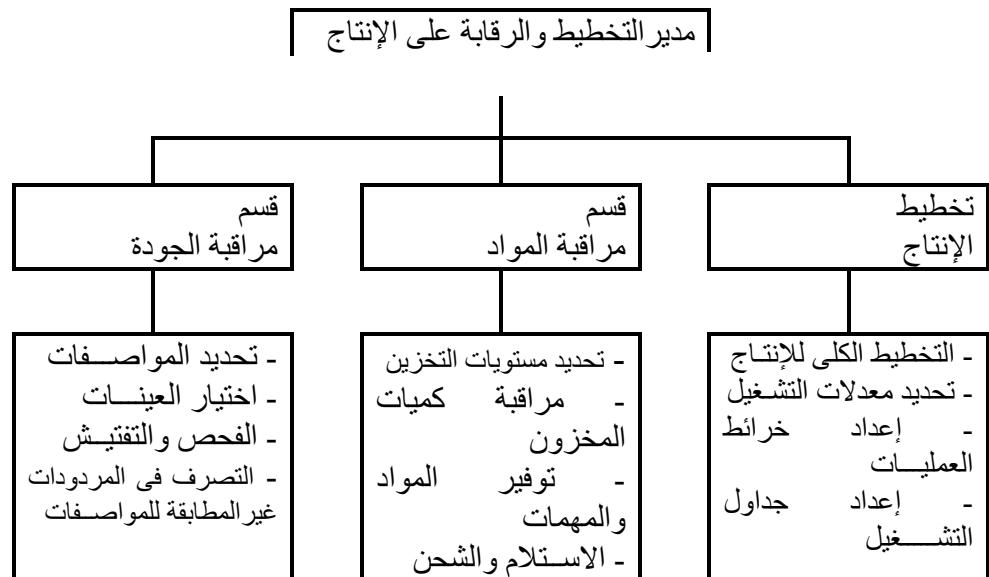 مدير التخطيط والرقابة على الإنتاج
تخطيط
الإنتاج
قسم
مراقبة المواد
قسم
مراقبة الجودة
- التخطيط الكلى للإنتاج
- تحديد معدلات التشغيل
- إعداد خرائط
العمليات
- إعداد جداول
التشغيل
- تحديد مستويات التخزين
- مراقبة كميات
المخزون
- توفير المواد
والمهمات
- الاستلام والشحن
- تحديد المواصفات
- اختيار العينات
- الفحص والتفتيش
- التصرف فى المردودات
غير المطابقة للمواصفات